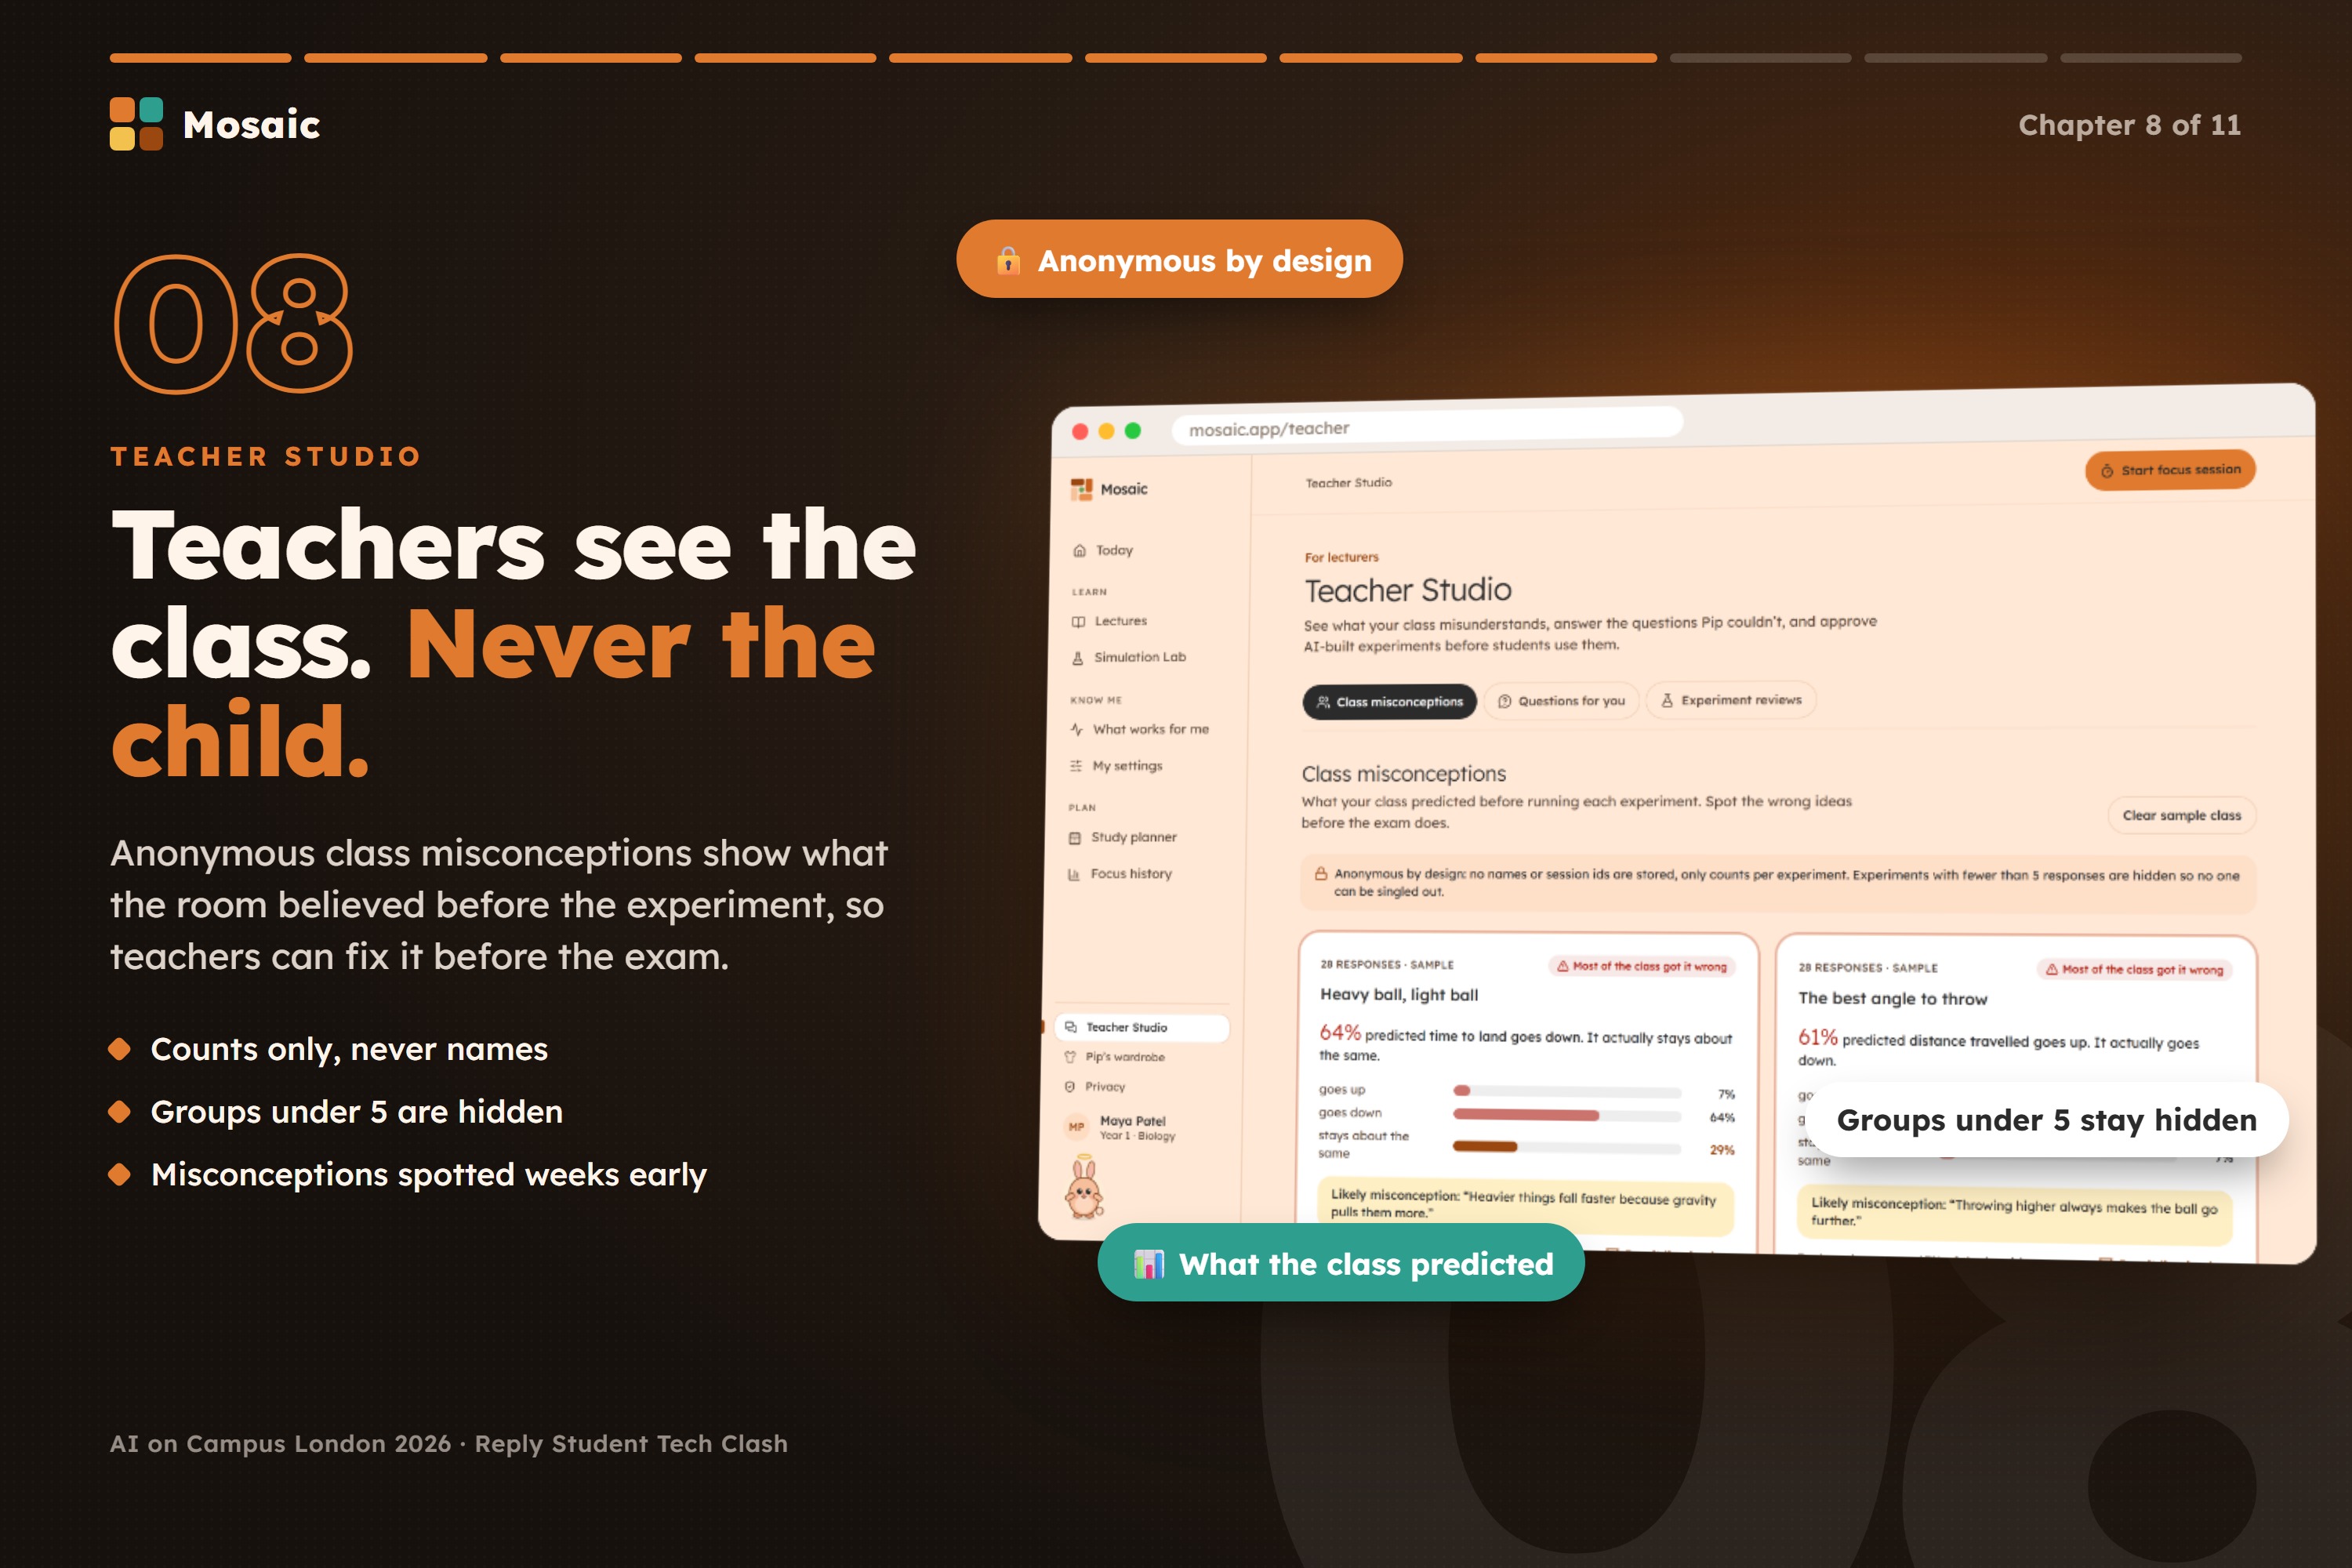 Mosaic
Chapter 8 of 11
08
TEACHER STUDIO
Teachers see the
class. Never the
child.
Anonymous class misconceptions show what
the room believed before the experiment, so
teachers can fix it before the exam.
Counts only, never names
Groups under 5 are hidden
Misconceptions spotted weeks early
AI on Campus London 2026 · Reply Student Tech Clash
🔒 Anonymous by design
mosaic.app/teacher
Mosaic
Today
LEARN
Lectures
Simulation Lab
KNOW ME
What works for me
My settings
PLAN
Study planner
Focus history
Teacher Studio
Pip's wardrobe
Privacy
MP
Maya Patel
Year 1 · Biology
Teacher Studio
Start focus session
For lecturers
Teacher Studio
See what your class misunderstands, answer the questions Pip couldn't, and approve
AI-built experiments before students use them.
Class misconceptions
Questions for you
Experiment reviews
Class misconceptions
What your class predicted before running each experiment. Spot the wrong ideas
before the exam does.
Clear sample class
Anonymous by design: no names or session ids are stored, only counts per experiment. Experiments with fewer than 5 responses are hidden so no one
can be singled out.
28 RESPONSES · SAMPLE
Most of the class got it wrong
Heavy ball, light ball
64% predicted time to land goes down. It actually stays about
the same.
goes up 7%
goes down 64%
stays about the
same 29%
Likely misconception: “Heavier things fall faster because gravity
pulls them more.”
28 RESPONSES · SAMPLE
Most of the class got it wrong
The best angle to throw
61% predicted distance travelled goes up. It actually goes
down.
same
Likely misconception: “Throwing higher always makes the ball go
further.”
Groups under 5 stay hidden
📊 What the class predicted
08